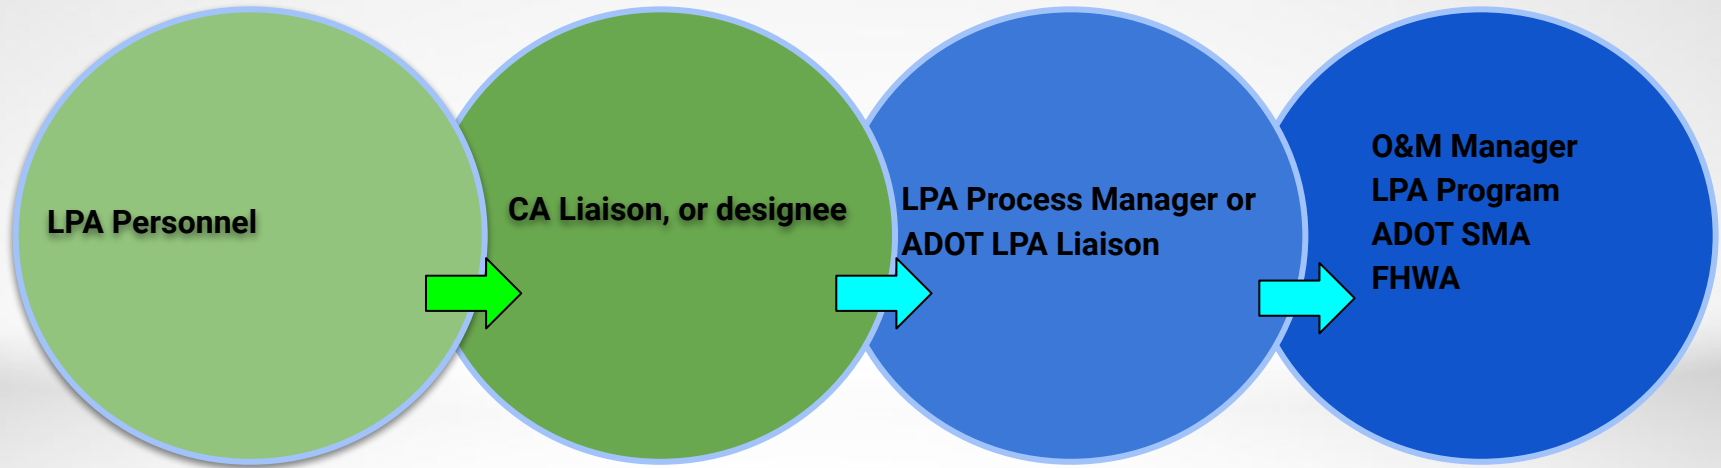 LPA Personnel
CA Liaison, or designee
LPA Process Manager or
ADOT LPA Liaison
O&M Manager
LPA Program
ADOT SMA
FHWA